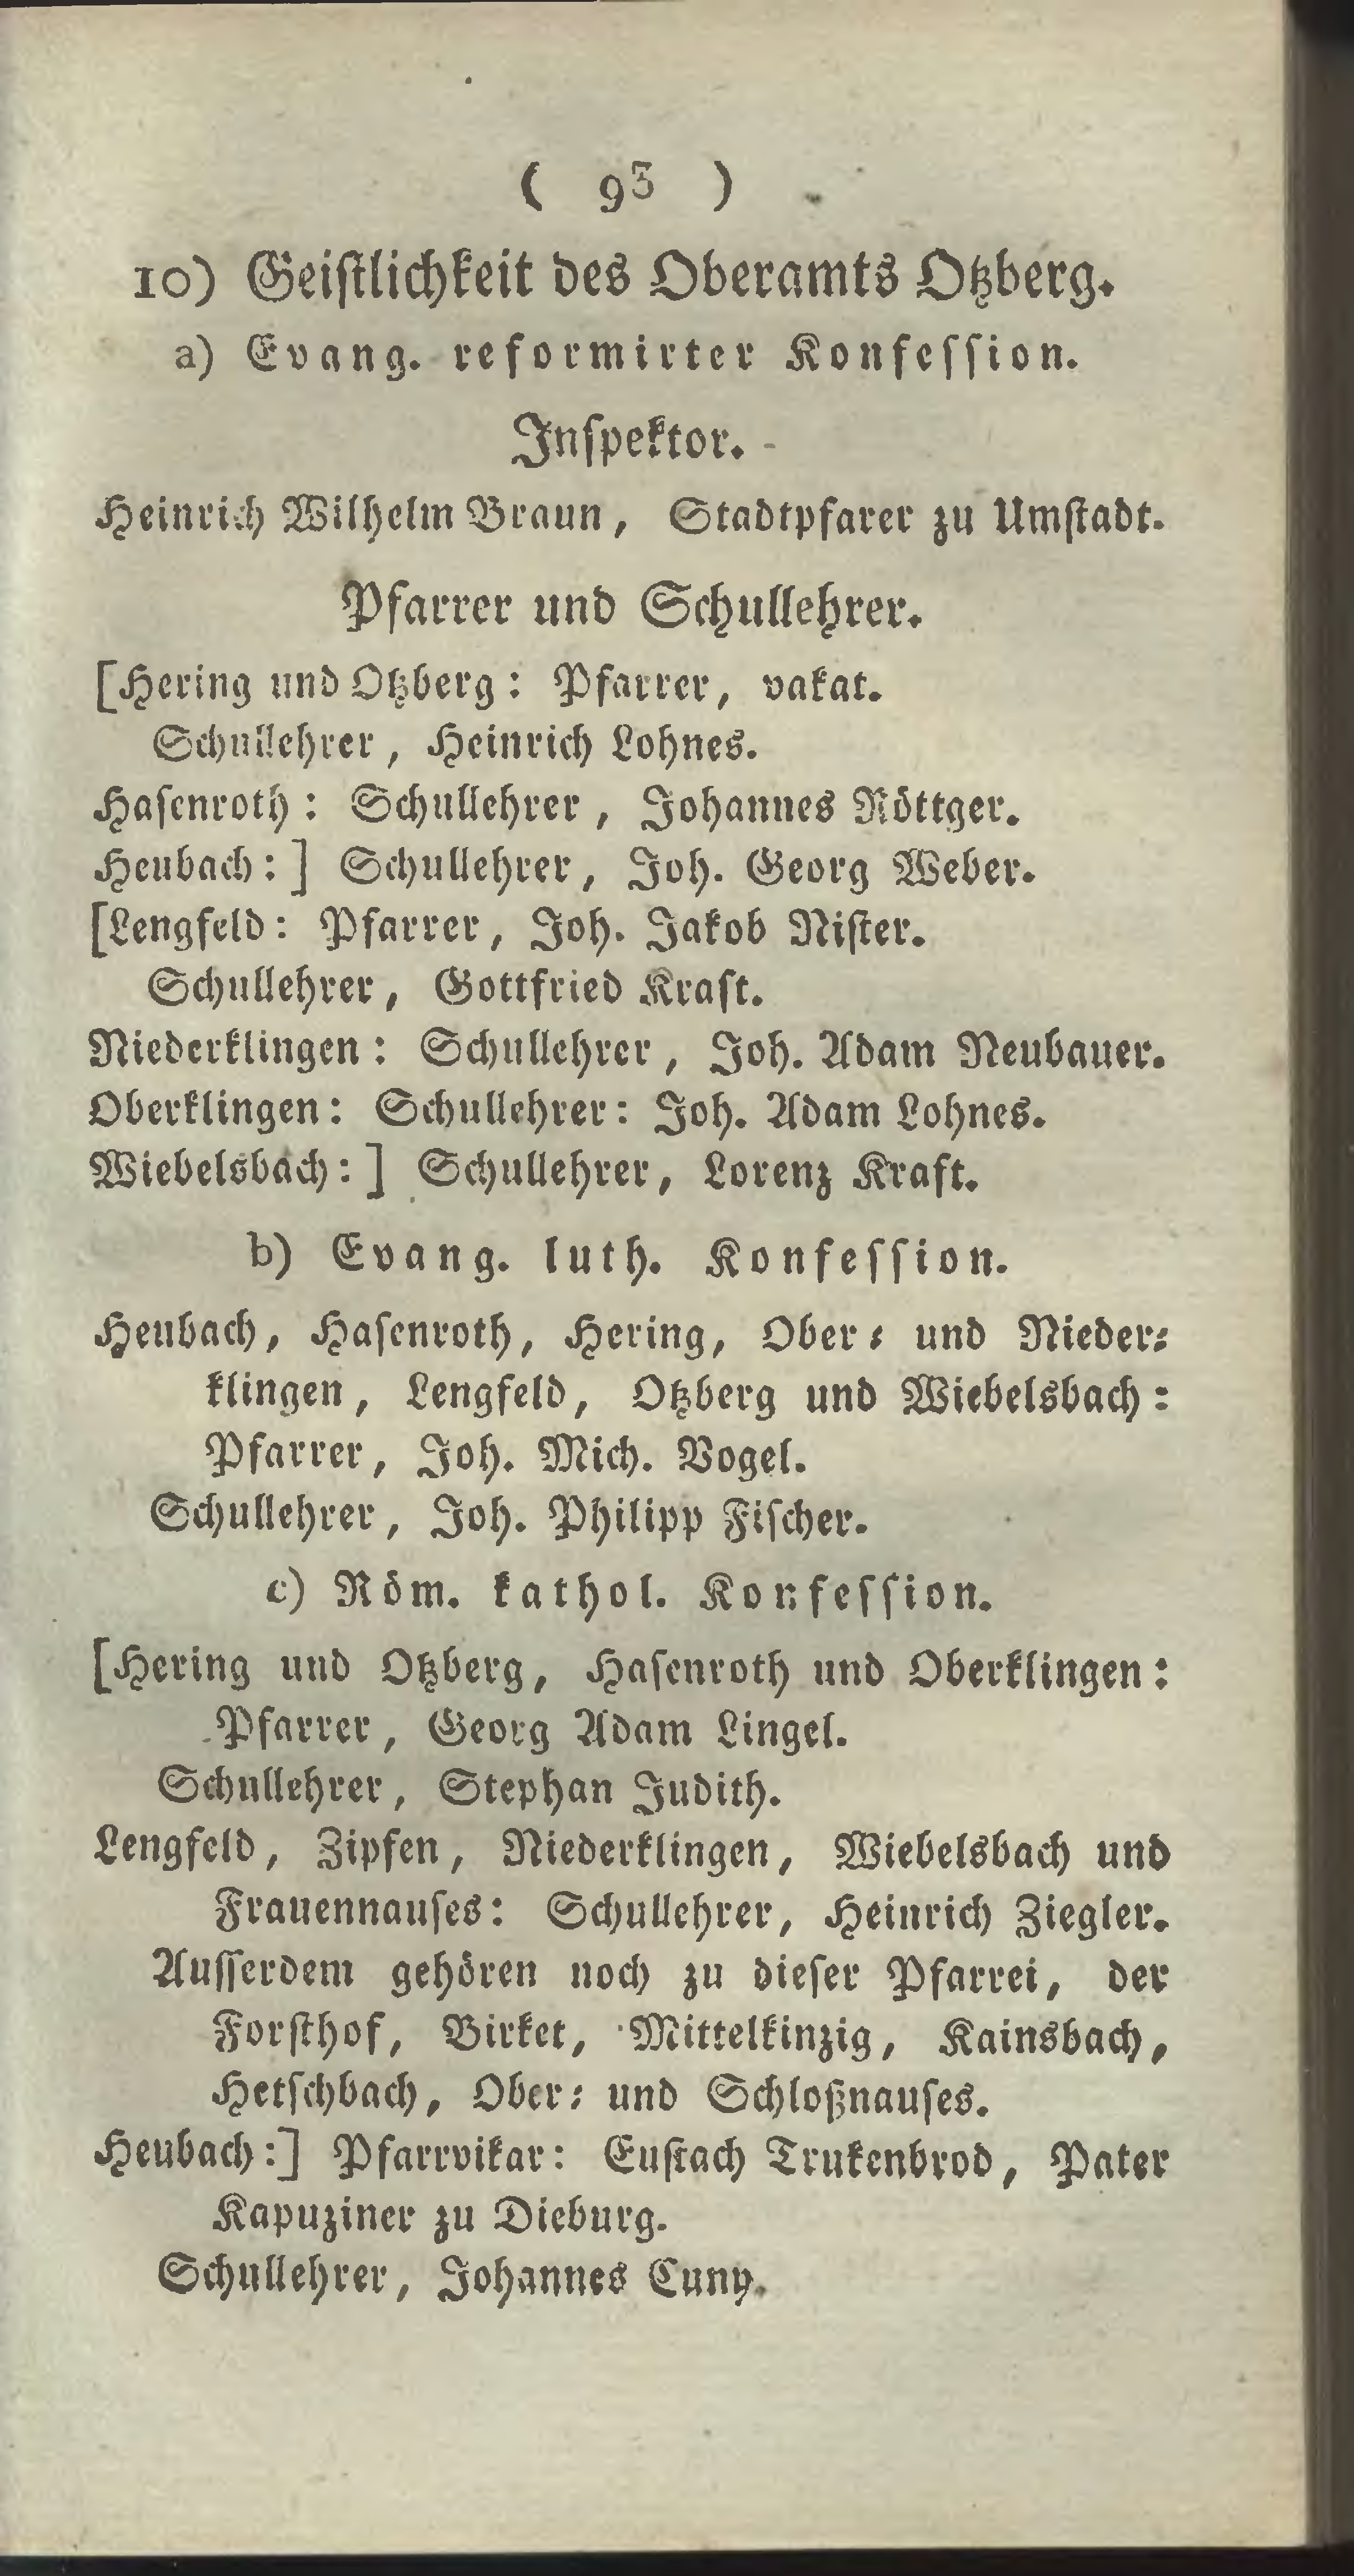 ( 93 )
10) Geiſtlichkeit des Oberamts Otzberg.
a) Evang. reformirter Konfeſſion.
Inſpektor.
Heinrich Wilhelm Braun, Stadtpfarer zu Umſtadt.
Pfarrer und Schullehrer.
[Hering und Otzberg: Pfarrer, vakat.
Schullehrer, Heinrich Lohnes.
Haſenroth: Schullehrer, Johannes Röttger.
Heubach:] Schullehrer, Joh. Georg Weber.
[Lengfeld: Pfarrer, Joh. Jakob Niſter.
Schullehrer, Gottfried Kraft.
Niederklingen: Schullehrer, Joh. Adam Neubauer.
Oberklingen: Schullehrer: Joh. Adam Lohnes.
Wiebelsbach:] Schullehrer, Lorenz Kraft.
b) Evang. luth. Konfeſſion.
Heubach, Haſenroth, Hering, Ober⸗ und Nieder⸗
klingen, Lengfeld, Otzberg und Wiebelsbach:
Pfarrer, Joh. Mich. Vogel.
Schullehrer, Joh. Philipp Fiſcher.
c) Röm. kathol. Konfeſſion.
[Hering und Otzberg, Haſenroth und Oberklingen:
Pfarrer, Georg Adam Lingel.
Schullehrer, Stephan Judith.
Lengfeld, Zipfen, Niederklingen, Wiebelsbach und
Frauennauſes: Schullehrer, Heinrich Ziegler.
Auſſerdem gehören noch zu dieſer Pfarrei, der
Forſthof, Birket, Mittelkinzig, Kainsbach,
Hetſchbach, Ober⸗ und Schloßnauſes.
Heubach:] Pfarrvikar: Euſtach Trukenbrod, Pater
Kapuziner zu Dieburg.
Schullehrer, Johannes Cuny.